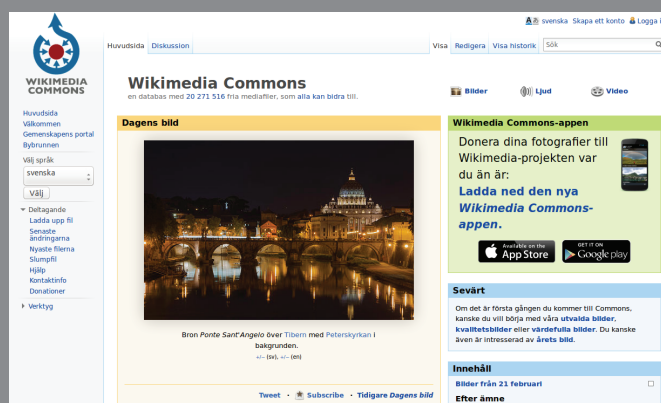 svenska Skapa ett konto Logga i
Huvudsida Diskussion
Visa Redigera Visa historik Sök
WIKIMEDIA
COMMONS
Wikimedia Commons
en databas med 20 271 516 fria mediafiler, som alla kan bidra till.
Bilder Ljud Video
Huvudsida
Välkommen
Gemenskapens portal
Bybrunnen
Välj språk
svenska
Välj
Deltagande
Ladda upp fil
Senaste
ändringarna
Nyaste filerna
Slumpfil
Hjälp
Kontaktinfo
Donationer
Verktyg
Dagens bild
Bron Ponte Sant'Angelo över Tibern med Peterskyrkan i
bakgrunden.
+/− (sv), +/− (en)
Tweet · Subscribe · Tidigare Dagens bild
Wikimedia Commons-appen
Donera dina fotografier till
Wikimedia-projekten var
du än är:
Ladda ned den nya
Wikimedia Commons-
appen.
Available on the
App Store
GET IT ON
Google play
Sevärt
Om det är första gången du kommer till Commons,
kanske du vill börja med våra utvalda bilder,
kvalitetsbilder eller värdefulla bilder. Du kanske
även är intresserad av årets bild.
Innehåll
Bilder från 21 februari
Efter ämne